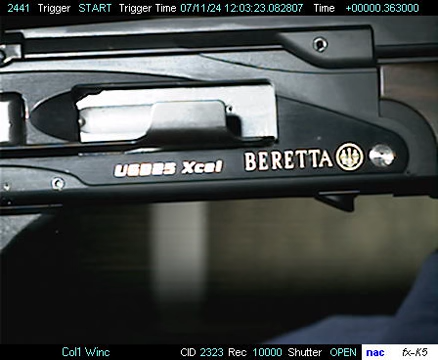 2441 Trigger START Trigger Time 07/11/24 12:03:23.082807 Time +00000.363000
UGB25 Xcel BERETTA
Col1 Winc CID 2323 Rec 10000 Shutter OPEN nac fx-K5